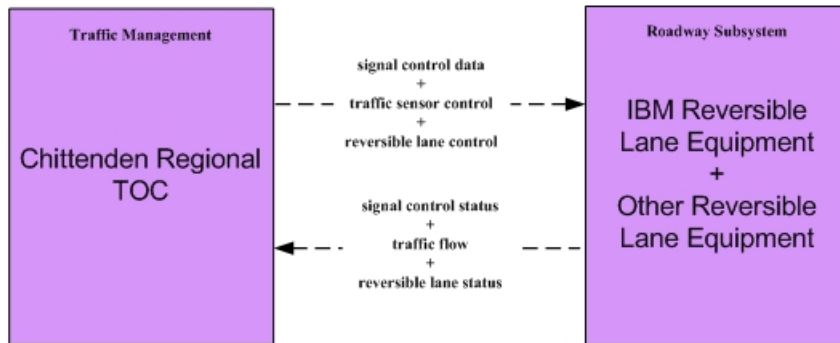 Traffic Management
Chittenden Regional
TOC
signal control data
+
traffic sensor control
+
reversible lane control
signal control status
+
traffic flow
+
reversible lane status
Roadway Subsystem
IBM Reversible
Lane Equipment
+
Other Reversible
Lane Equipment